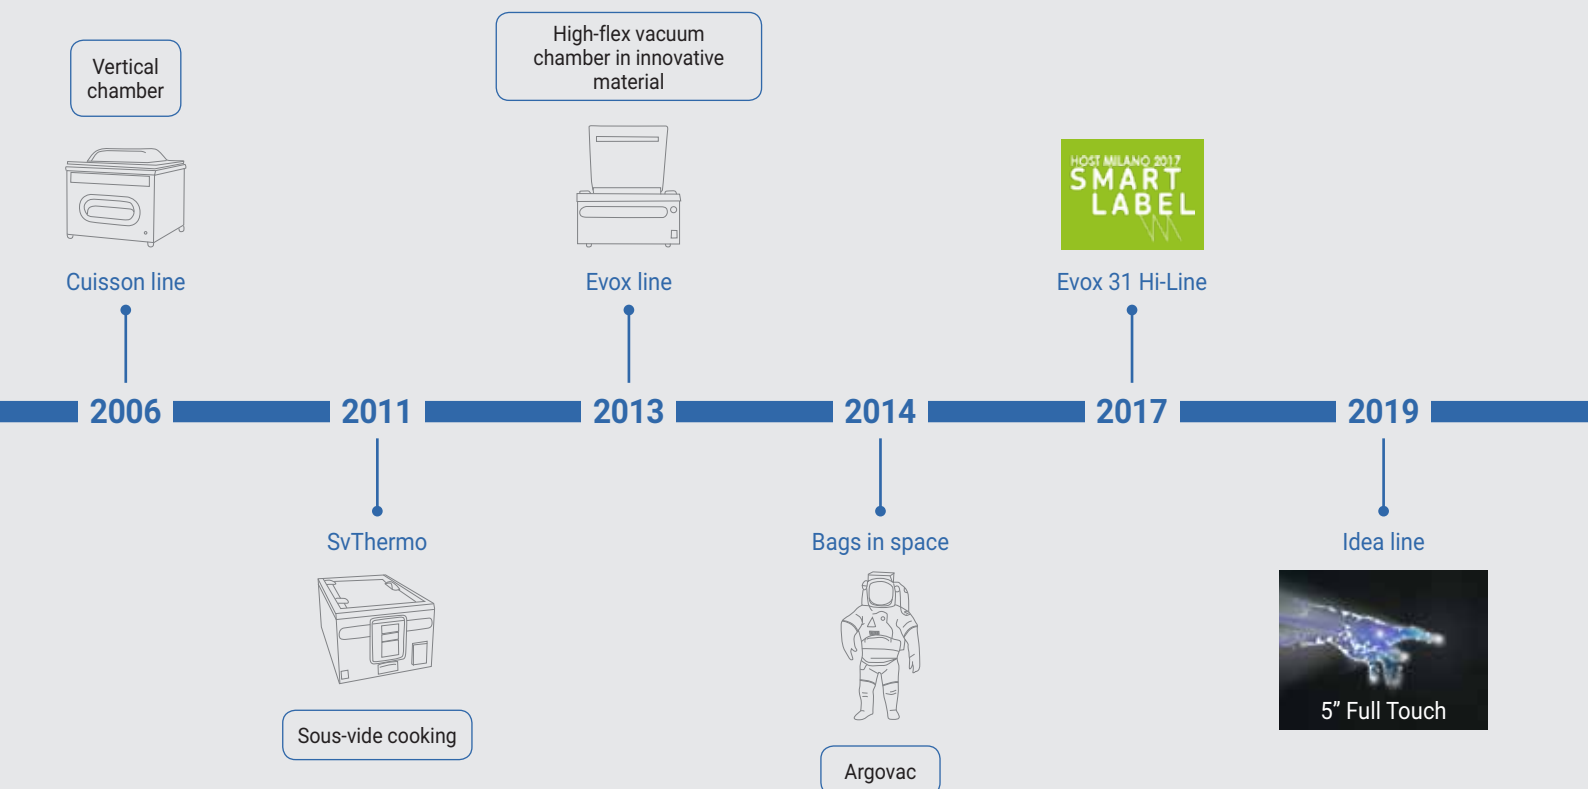 Vertical
chamber
Cuisson line
High-flex vacuum
chamber in innovative
material
Evox line
HOST MILANO 2017
SMART
LABEL
Evox 31 Hi-Line
2006
2011
2013
2014
2017
2019
SvThermo
Sous-vide cooking
Bags in space
Argovac
Idea line
5” Full Touch